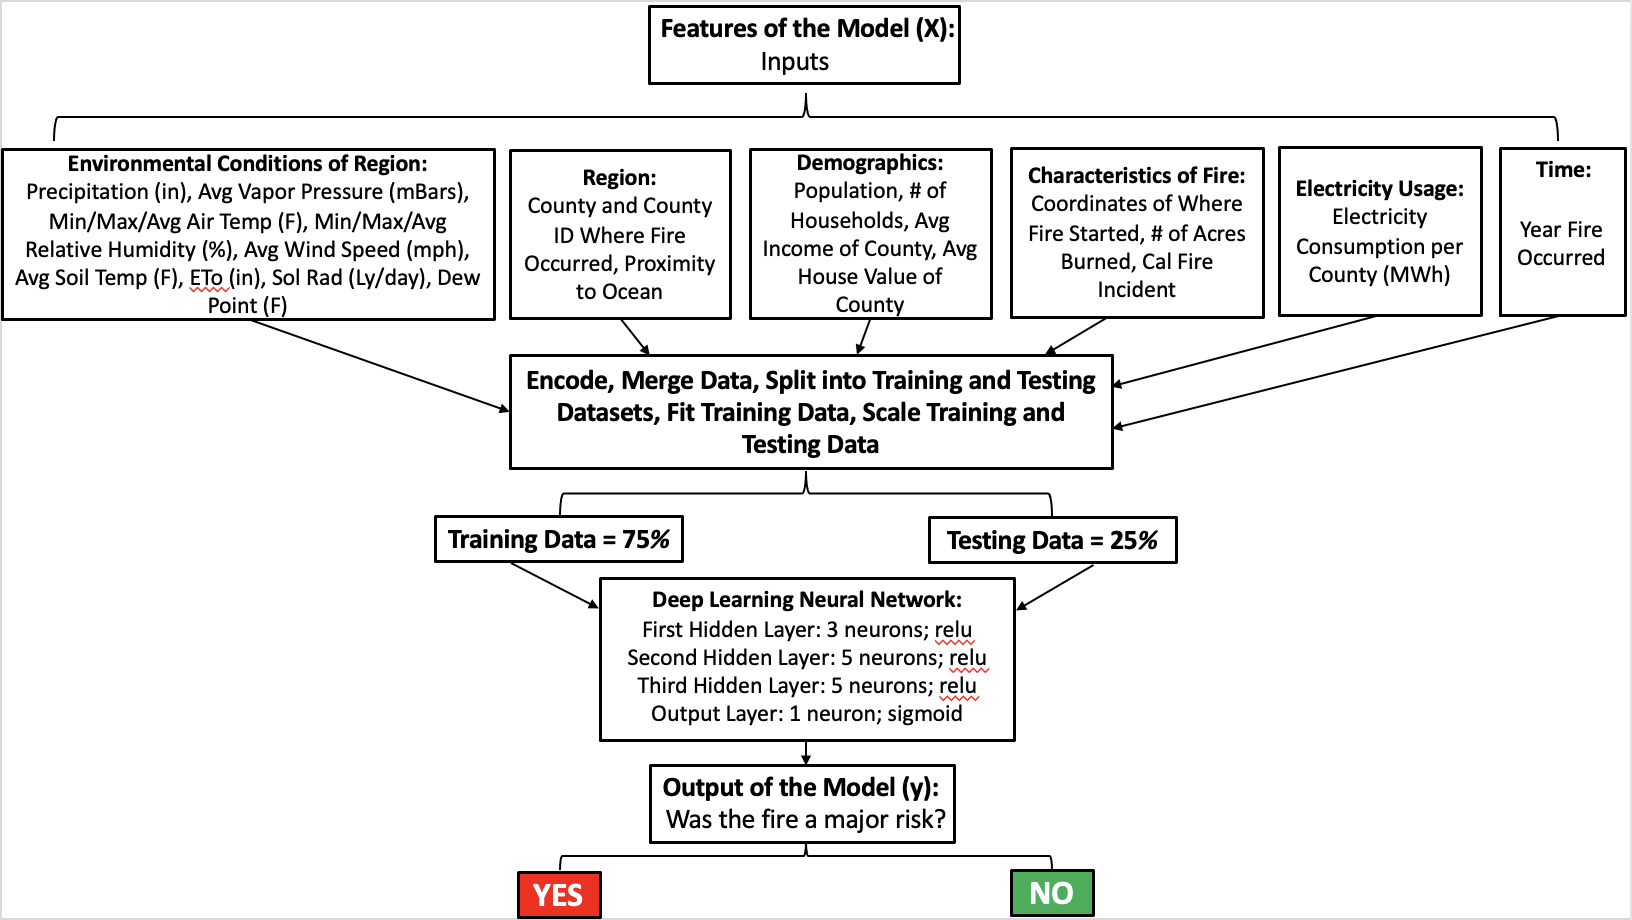 Features of the Model (X):
Inputs
Environmental Conditions of Region:
Precipitation (in), Avg Vapor Pressure (mBars),
Min/Max/Avg Air Temp (F), Min/Max/Avg
Relative Humidity (%), Avg Wind Speed (mph),
Avg Soil Temp (F), ETo (in), Sol Rad (Ly/day), Dew
Point (F)
Region:
County and County
ID Where Fire
Occurred, Proximity
to Ocean
Demographics:
Population, # of
Households, Avg
Income of County, Avg
House Value of
County
Characteristics of Fire:
Coordinates of Where
Fire Started, # of Acres
Burned, Cal Fire
Incident
Electricity Usage:
Electricity
Consumption per
County (MWh)
Time:
Year Fire
Occurred
Encode, Merge Data, Split into Training and Testing
Datasets, Fit Training Data, Scale Training and
Testing Data
Training Data = 75%
Testing Data = 25%
Deep Learning Neural Network:
First Hidden Layer: 3 neurons; relu
Second Hidden Layer: 5 neurons; relu
Third Hidden Layer: 5 neurons; relu
Output Layer: 1 neuron; sigmoid
Output of the Model (y):
Was the fire a major risk?
YES
NO